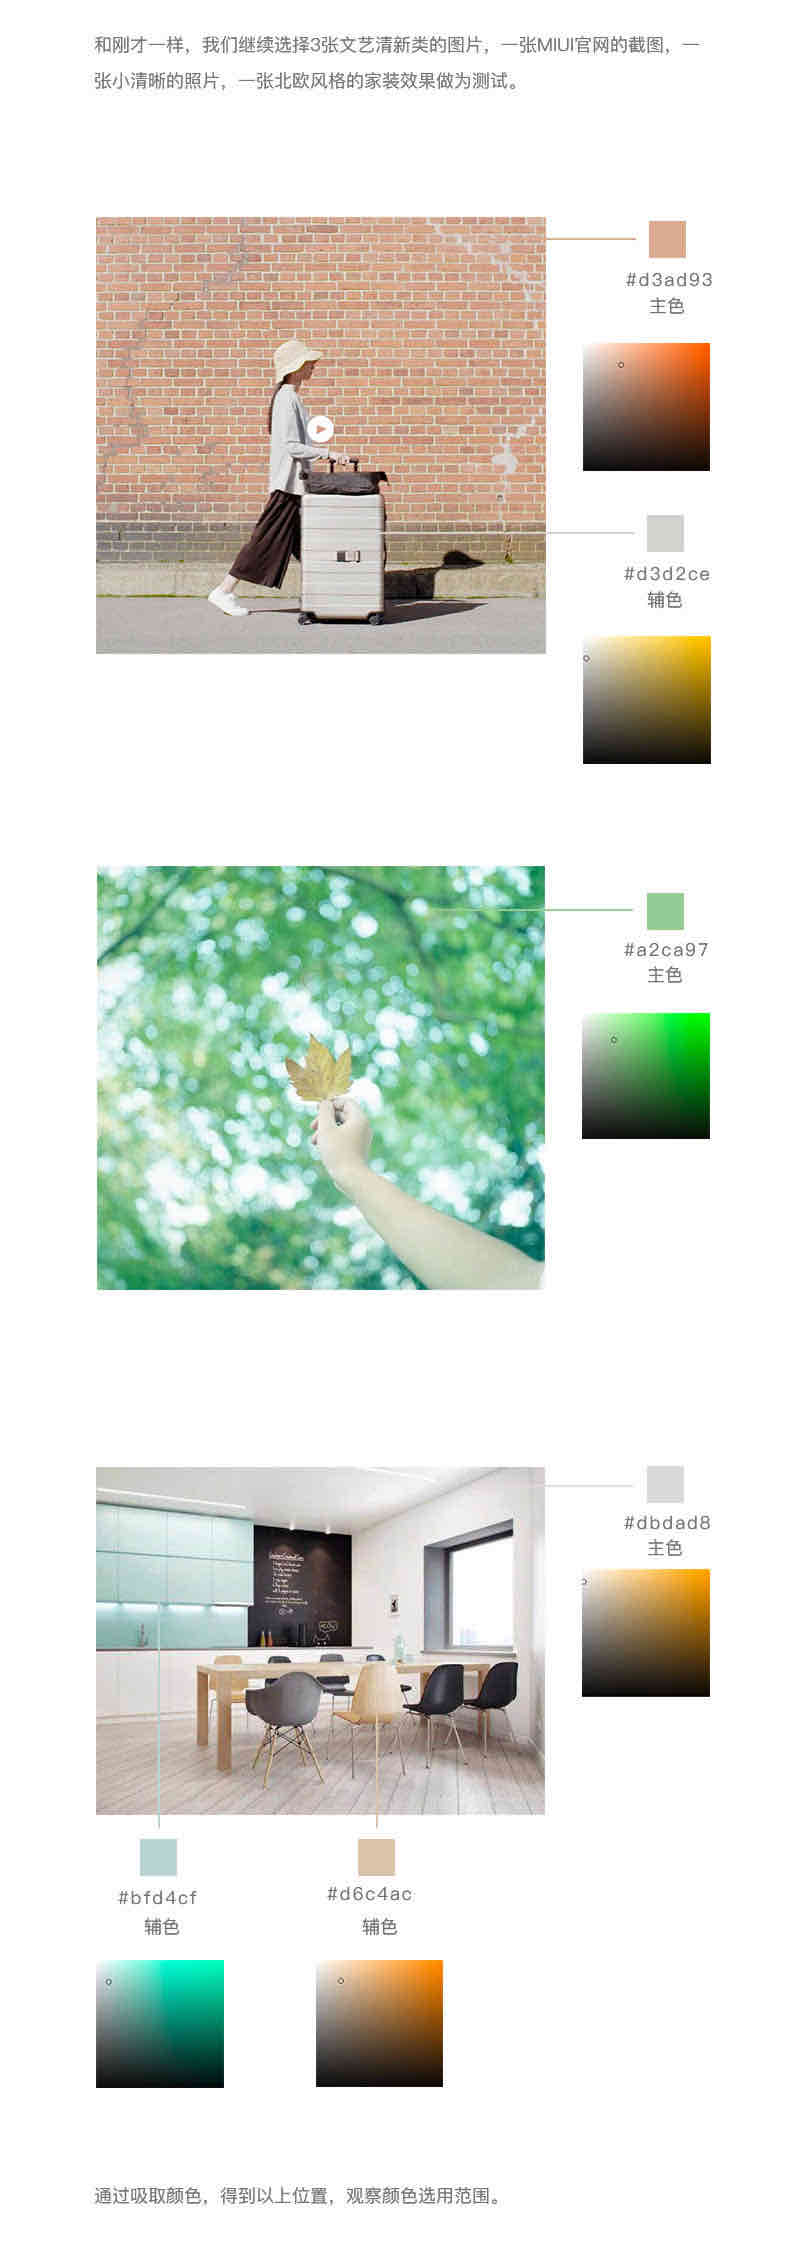 和刚才一样，我们继续选择3张文艺清新类的图片，一张MIUI官网的截图，一
张小清晰的照片，一张北欧风格的家装效果做为测试。
#d3ad93
主色
#d3d2ce
辅色
#a2ca97
主色
#dbdad8
主色
#bfd4cf
辅色
#d6c4ac
辅色
通过吸取颜色，得到以上位置，观察颜色选用范围。